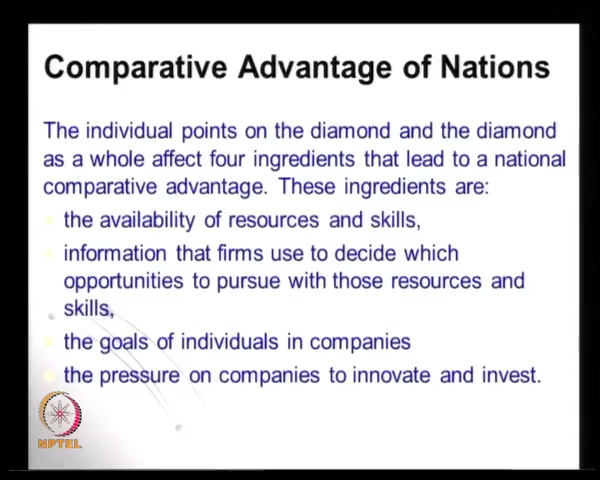 Comparative Advantage of Nations
The individual points on the diamond and the diamond
as a whole affect four ingredients that lead to a national
comparative advantage. These ingredients are:
the availability of resources and skills,
information that firms use to decide which
opportunities to pursue with those resources and
skills,
the goals of individuals in companies
the pressure on companies to innovate and invest.
NPTEL